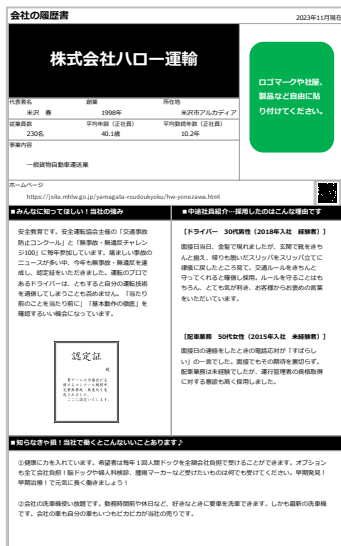 会社の履歴書
2023年11月現在
株式会社ハロー運輸
ロゴマークや社屋、
製品など自由に貼
り付けてください。
代表者名 創業 所在地
米沢 春 1998年 米沢市アルカディア
従業員数 平均年齢（正社員） 平均勤続年数（正社員）
230名 40.1歳 10.2年
事業内容
一般貨物自動車運送業
ホームページ
https://jsite.mhlw.go.jp/yamagata-roudoukyoku/hw-yonezawa.html
■みんなに知ってほしい！当社の強み
安全教育です。安全運転協会主催の「交通事故
防止コンクール」と「無事故・無違反チャレン
ジ100」に毎年参加しています。痛ましい事故の
ニュースが多い中、今年も無事故・無違反を達
成し、認定証をいただきました。運転のプロで
あるドライバーは、ともすると自分の運転技術
を過信してしまうことも否めません。「当たり
前のことを当たり前に」「基本動作の徹底」を
確認するいい機会になっています。
認定証
■中途社員紹介…採用したのはこんな理由です
【ドライバー 30代男性（2018年入社 経験者）】
面接日当日、金髪で現れましたが、玄関で靴をきち
んと揃え、帰りも脱いだスリッパをスリッパ立てに
律儀に戻したところ見て、交通ルールをきちんと
守ってくれると確信し採用。ルールを守ることはも
ちろん、とても気が利き、お客様からお褒めの言葉
をいただいています。
【配車業務 50代女性（2015年入社 未経験者）】
面接日の連絡をしたときの電話応対が「すばらし
い」の一言でした。面接でもその期待を裏切らず。
配車業務は未経験でしたが、運行管理者の資格取得
に対する意欲も高く採用しました。
■知らなきゃ損！当社で働くとこんないいことあります♪
①健康に力を入れています。希望者は毎年１回人間ドックを全額会社負担で受けることができます。オプション
も全て会社負担！脳ドックや婦人科検診、腫瘍マーカーなど受けたいものは何でも受けてください。早期発見！
早期治療！で元気に長く働きましょう！
②会社の洗車機使い放題です。勤務時間前や休日など、好きなときに愛車を洗車できます。しかも最新の洗車機
です。会社の車も自分の車もいつもピカピカが当社の売りです。